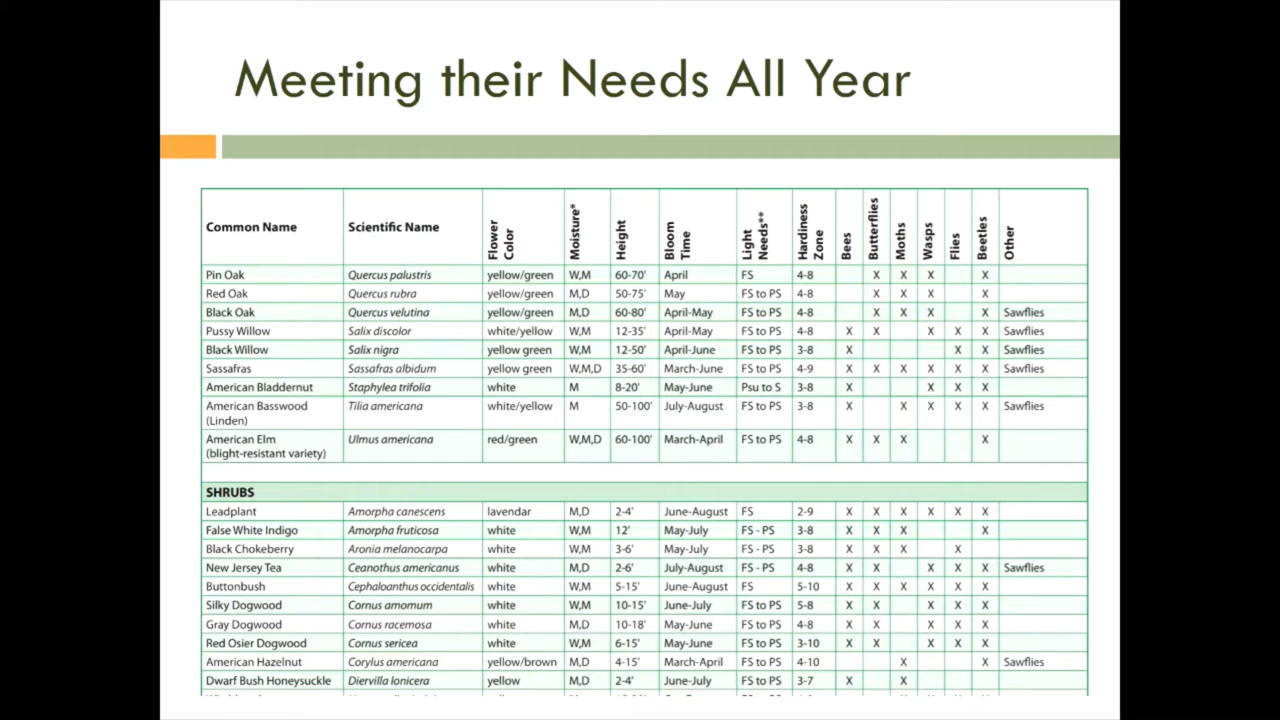 Meeting their Needs All Year
Common Name Scientific Name Flower Color Moisture* Height Bloom Time Light Needs** Hardiness Zone Bees Butterflies Moths Wasps Flies Beetles Other
Pin Oak Quercus palustris yellow/green W,M 60-70' April FS 4-8 X X X X
Red Oak Quercus rubra yellow/green M,D 50-75' May FS to PS 4-8 X X X X
Black Oak Quercus velutina yellow/green M,D 60-80' April-May FS to PS 4-8 X X X X Sawflies
Pussy Willow Salix discolor white/yellow W,M 12-35' April-May FS to PS 4-8 X X X X X Sawflies
Black Willow Salix nigra yellow green W,M 12-50' April-June FS to PS 3-8 X X X Sawflies
Sassafras Sassafras albidum yellow green W,M,D 35-60' March-June FS to PS 4-9 X X X X X X Sawflies
American Bladdernut Staphylea trifolia white M 8-20' May-June Psu to S 3-8 X X X X
American Basswood Tilia americana white/yellow M 50-100' July-August FS to PS 3-8 X X X X X Sawflies
(Linden)
American Elm Ulmus americana red/green W,M,D 60-100' March-April FS to PS 4-8 X X X X
(blight-resistant variety)
SHRUBS
Leadplant Amorpha canescens lavendar M,D 2-4' June-August FS 2-9 X X X X X X
False White Indigo Amorpha fruticosa white W,M 12' May-July FS - PS 3-8 X X X X
Black Chokeberry Aronia melanocarpa white W,M 3-6' May-July FS - PS 3-8 X X X X
New Jersey Tea Ceanothus americanus white M,D 2-6' July-August FS - PS 4-8 X X X X X Sawflies
Buttonbush Cephaloanthus occidentalis white W,M 5-15' June-August FS 5-10 X X X X X
Silky Dogwood Cornus amomum white W,M 10-15' June-July FS to PS 5-8 X X X X X
Gray Dogwood Cornus racemosa white M,D 10-18' May-June FS to PS 4-8 X X X X X
Red Osier Dogwood Cornus sericea white W,M 6-15' May-June FS to PS 3-10 X X X X X
American Hazelnut Corylus americana yellow/brown M,D 4-15' March-April FS to PS 4-10 X X Sawflies
Dwarf Bush Honeysuckle Diervilla lonicera yellow M,D 2-4' June-July FS to PS 3-7 X X